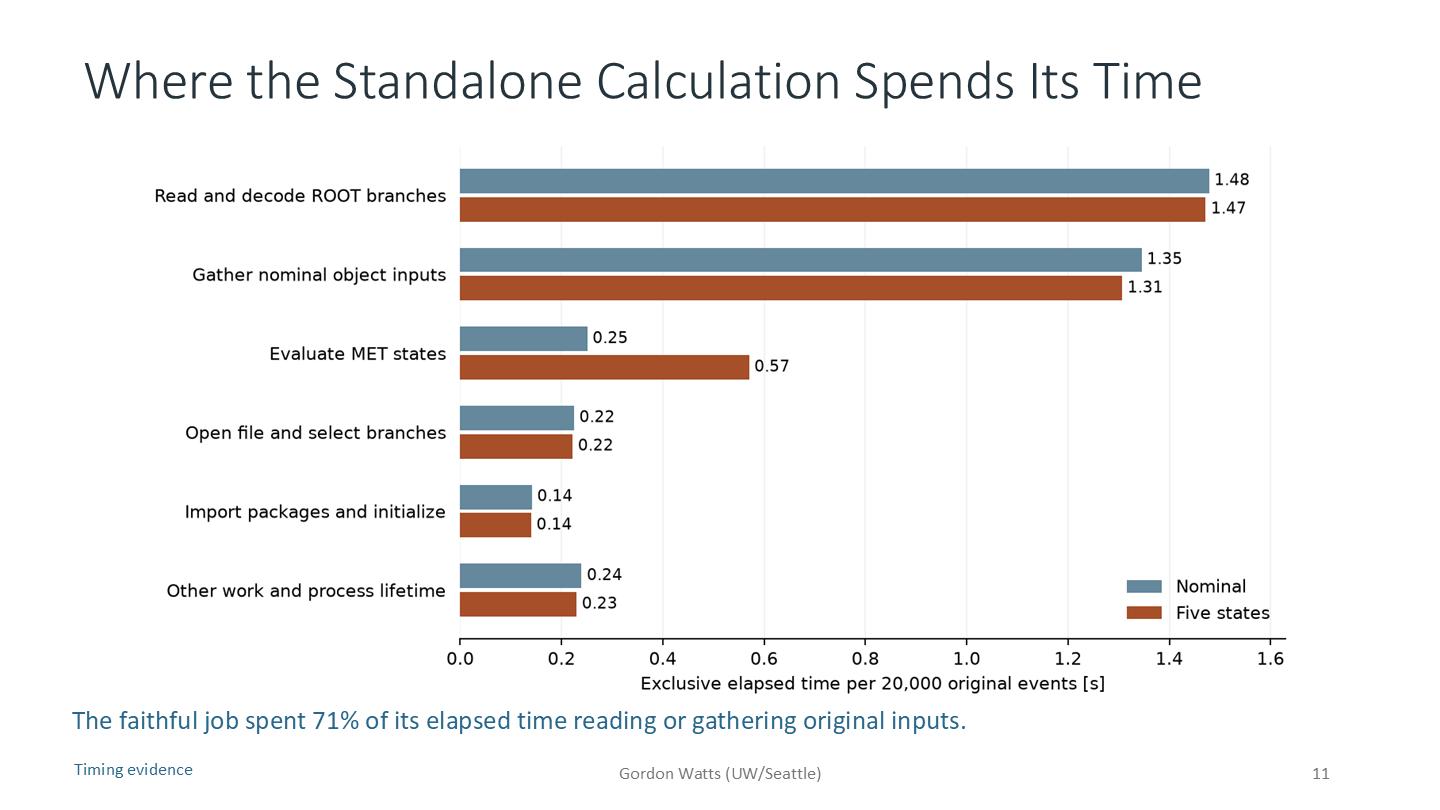 Where the Standalone Calculation Spends Its Time
Read and decode ROOT branches
1.48
1.47
Gather nominal object inputs
1.35
1.31
Evaluate MET states
0.25
0.57
Open file and select branches
0.22
0.22
Import packages and initialize
0.14
0.14
Other work and process lifetime
0.24
0.23
Nominal
Five states
0.0 0.2 0.4 0.6 0.8 1.0 1.2 1.4 1.6
Exclusive elapsed time per 20,000 original events [s]
The faithful job spent 71% of its elapsed time reading or gathering original inputs.
Timing evidence
Gordon Watts (UW/Seattle)
11